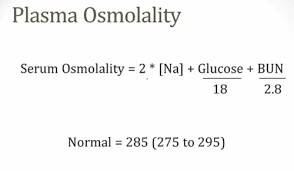 Plasma Osmolality
Serum Osmolality = 2 * [Na] + Glucose + BUN
18 2.8
Normal = 285 (275 to 295)